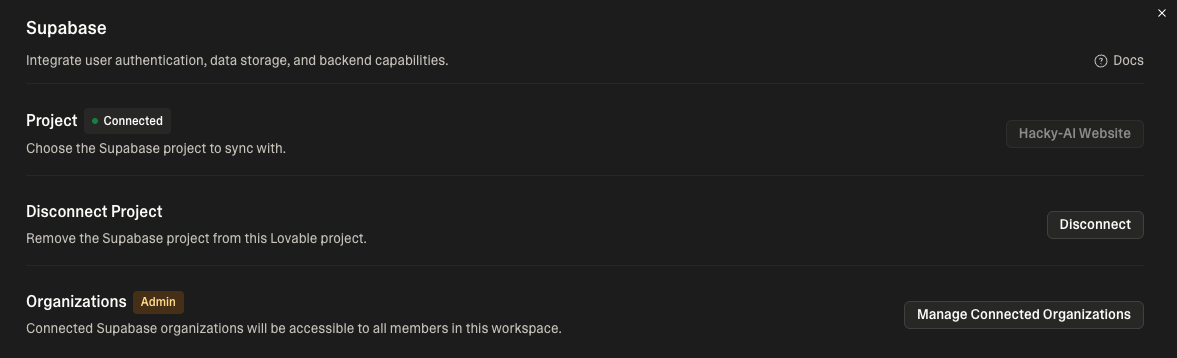 Supabase
Integrate user authentication, data storage, and backend capabilities.
Docs
Project Connected
Choose the Supabase project to sync with.
Hacky-AI Website
Disconnect Project
Remove the Supabase project from this Lovable project.
Disconnect
Organizations Admin
Connected Supabase organizations will be accessible to all members in this workspace.
Manage Connected Organizations